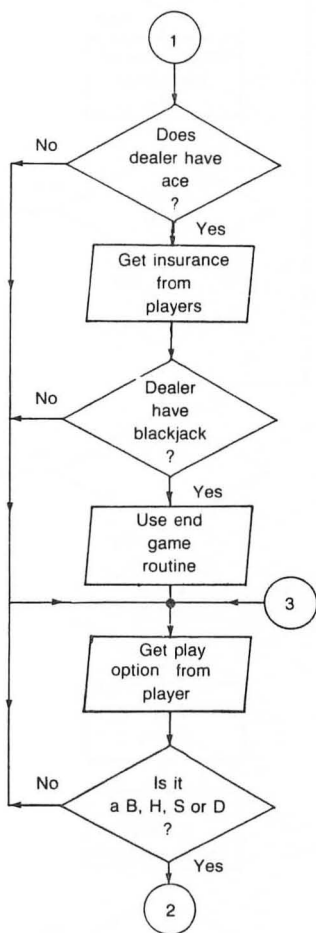 1
Does
dealer have
ace
?
No
Yes
Get insurance
from
players
No
Dealer
have
blackjack
?
Yes
Use end
game
routine
3
Get play
option from
player
No
Is it
a B, H, S or D
?
Yes
2